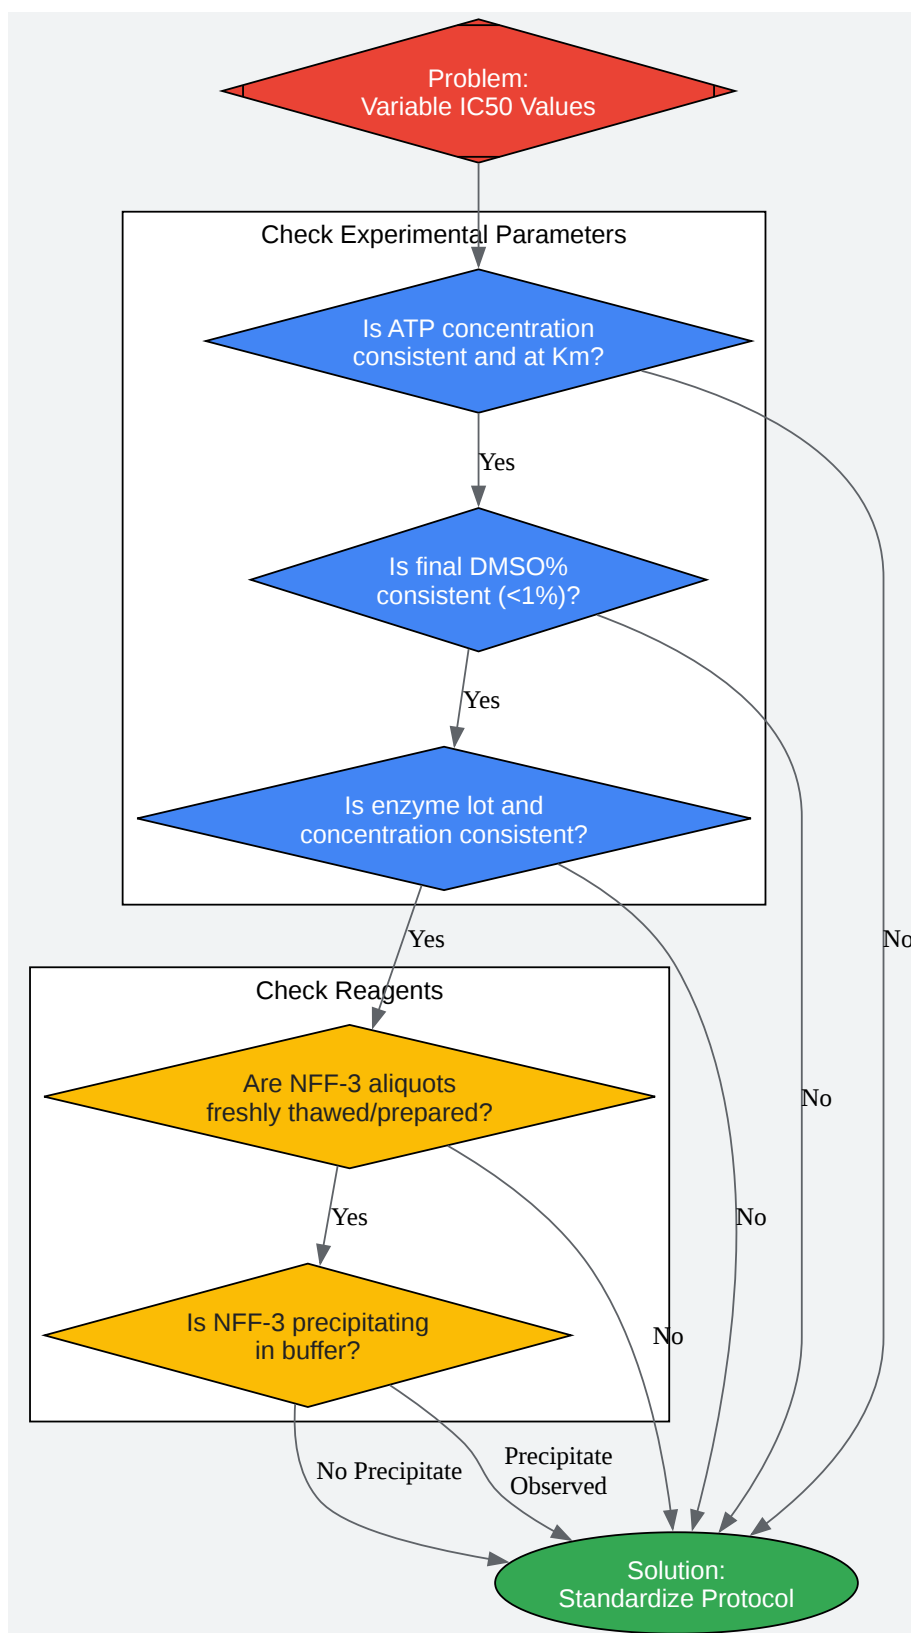 Problem:
Variable IC50 Values
Check Experimental Parameters
Is ATP concentration
consistent and at Km?
Yes
Is final DMSO%
consistent (<1%)?
Yes
Is enzyme lot and
concentration consistent?
Yes
No
Check Reagents
Are NFF-3 aliquots
freshly thawed/prepared?
No
Yes
No
Is NFF-3 precipitating
in buffer?
No
No Precipitate
Precipitate
Observed
Solution:
Standardize Protocol